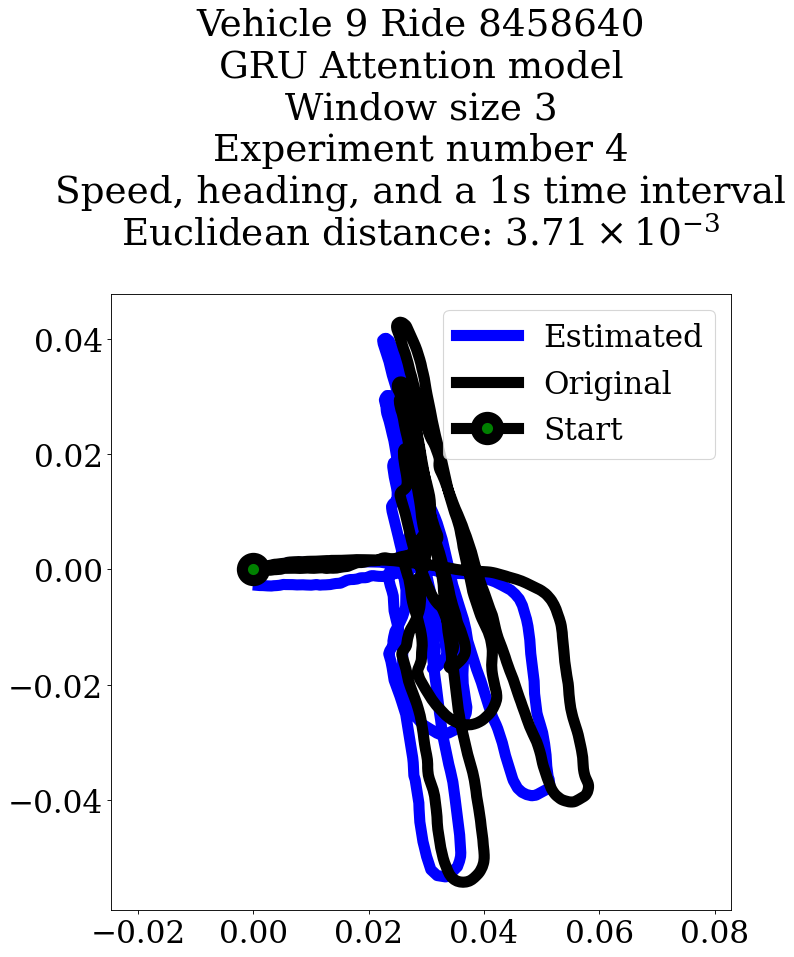 Vehicle 9 Ride 8458640
GRU Attention model
Window size 3
Experiment number 4
Speed, heading, and a 1s time interval
Euclidean distance: 3.71 × 10⁻³
Estimated
Original
Start
0.04
0.02
0.00
−0.02
−0.04
−0.02 0.00 0.02 0.04 0.06 0.08